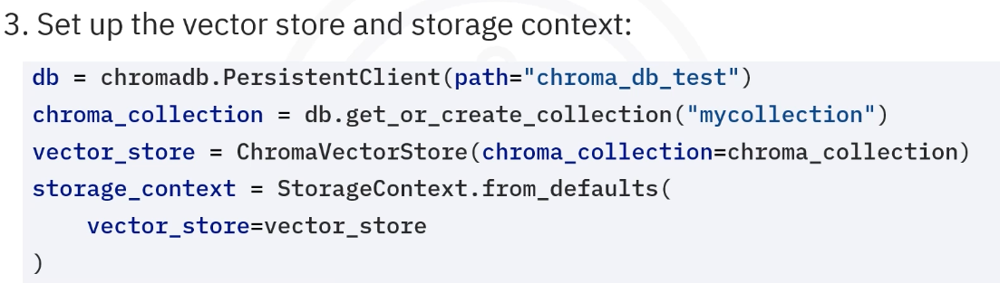 3. Set up the vector store and storage context:
db = chromadb.PersistentClient(path="chroma_db_test")
chroma_collection = db.get_or_create_collection("mycollection")
vector_store = ChromaVectorStore(chroma_collection=chroma_collection)
storage_context = StorageContext.from_defaults(
    vector_store=vector_store
)